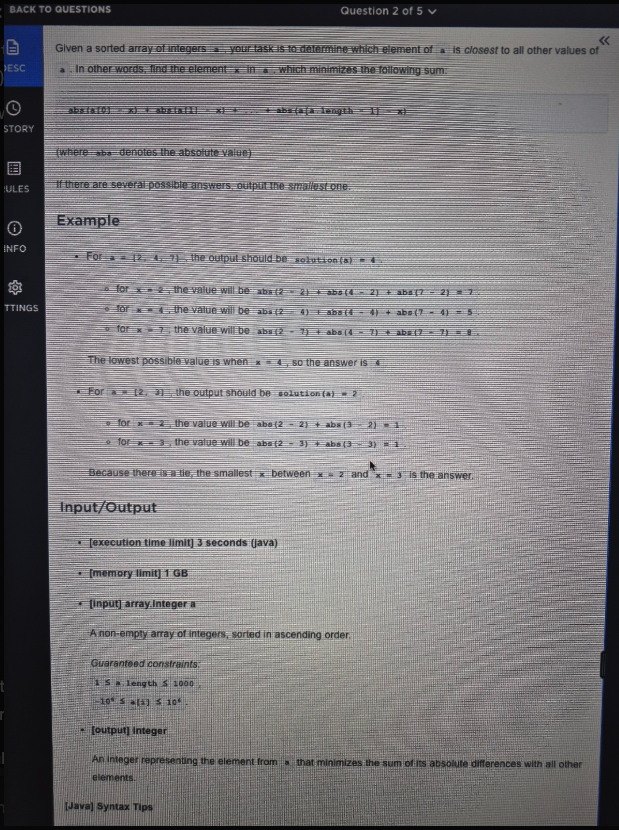 BACK TO QUESTIONS
Question 2 of 5
ESC
STORY
ULES
NFO
TTINGS
Given a sorted array of integers a , your task is to determine which element of a is closest to all other values of
a . In other words, find the element x in a , which minimizes the following sum:
abs(a[0] - x) + abs(a[1] - x) + ... + abs(a[a.length - 1] - x)
(where abs denotes the absolute value)
If there are several possible answers, output the smallest one.
Example
• For a = [2, 4, 7] , the output should be solution(a) = 4 .
◦ for x = 2 , the value will be abs(2 - 2) + abs(4 - 2) + abs(7 - 2) = 7 .
◦ for x = 4 , the value will be abs(2 - 4) + abs(4 - 4) + abs(7 - 4) = 5 .
◦ for x = 7 , the value will be abs(2 - 7) + abs(4 - 7) + abs(7 - 7) = 8 .
The lowest possible value is when x = 4 , so the answer is 4 .
• For a = [2, 3] , the output should be solution(a) = 2 .
◦ for x = 2 , the value will be abs(2 - 2) + abs(3 - 2) = 1 .
◦ for x = 3 , the value will be abs(2 - 3) + abs(3 - 3) = 1 .
Because there is a tie, the smallest x between x = 2 and x = 3 is the answer.
Input/Output
• [execution time limit] 3 seconds (java)
• [memory limit] 1 GB
• [input] array.integer a
A non-empty array of integers, sorted in ascending order.
Guaranteed constraints:
1 ≤ a.length ≤ 1000 ,
-10⁶ ≤ a[i] ≤ 10⁶ .
• [output] integer
An integer representing the element from a that minimizes the sum of its absolute differences with all other
elements.
[Java] Syntax Tips